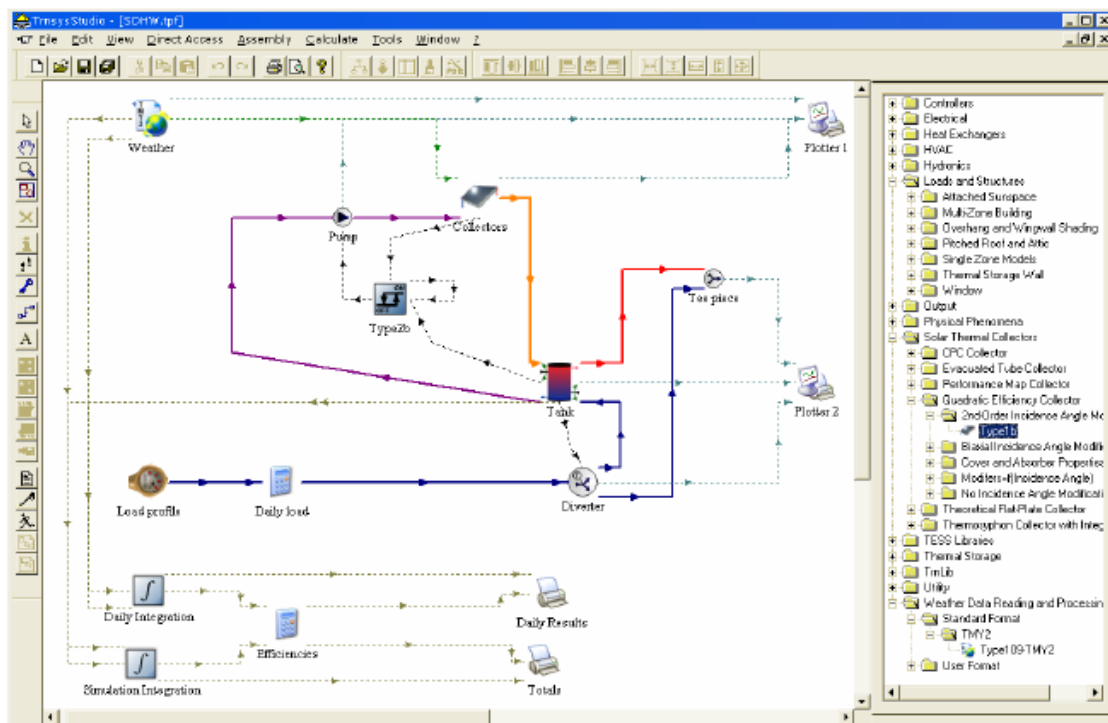 TrnsysStudio - [SDHW.tpf]
File Edit View Direct Access Assembly Calculate Tools Window ?
Weather
Plotter 1
Collectors
Pump
Tee-piece
Type2b
Tank
Plotter 2
Load profile
Daily load
Diverter
Daily Integration
Daily Results
Efficiencies
Simulation Integration
Totals
Controllers
Electrical
Heat Exchangers
HVAC
Hydronics
Loads and Structures
Attached Sunspace
Multi-Zone Building
Overhang and Wingwall Shading
Pitched Roof and Attic
Single Zone Models
Thermal Storage Wall
Window
Output
Physical Phenomena
Solar Thermal Collectors
CPC Collector
Evacuated Tube Collector
Performance Map Collector
Quadratic Efficiency Collector
2nd-Order Incidence Angle Mo
Type1b
Biaxial Incidence Angle Modifi
Cover and Absorber Properties
Modifiers=f(Incidence Angle)
No Incidence Angle Modificati
Theoretical Flat-Plate Collector
Thermosyphon Collector with Integ
TESS Libraries
Thermal Storage
TrnLib
Utility
Weather Data Reading and Processin
Standard Format
TMY2
Type109-TMY2
User Format